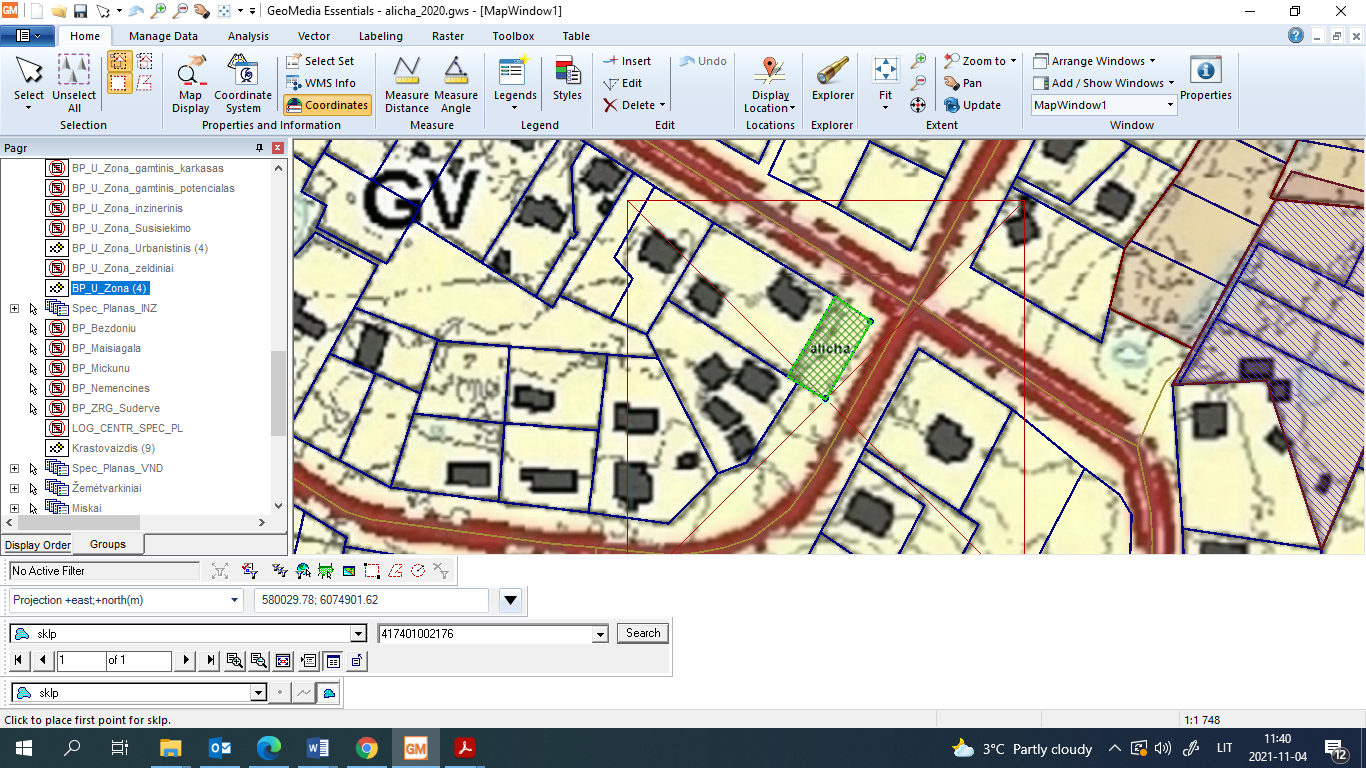 GeoMedia Essentials - alicha_2020.gws - [MapWindow1]
Home Manage Data Analysis Vector Labeling Raster Toolbox Table
Select Unselect All
Map Display Coordinate System Select Set WMS Info Coordinates
Measure Distance Measure Angle
Legends Styles
Insert Edit Delete Undo
Display Location Explorer Fit
Zoom to Pan Update
Arrange Windows Add / Show Windows MapWindow1 Properties
Selection Properties and Information Measure Legend Edit Locations Explorer Extent Window
Pagr
BP_U_Zona_gamtinis_karkasas
BP_U_Zona_gamtinis_potencialas
BP_U_Zona_inzinerinis
BP_U_Zona_Susisiekimo
BP_U_Zona_Urbanistinis (4)
BP_U_Zona_zeldiniai
BP_U_Zona (4)
Spec_Planas_INZ
BP_Bezdoniu
BP_Maisiagala
BP_Mickunu
BP_Nemencines
BP_ZRG_Suderve
LOG_CENTR_SPEC_PL
Krastovaizdis (9)
Spec_Planas_VND
Žemėtvarkiniai
Miskai
Display Order Groups
GV
alicha
No Active Filter
Projection +east;+north(m) 580029.78; 6074901.62
sklp 417401002176 Search
1 of 1
sklp
Click to place first point for sklp. 1:1 748
3°C Partly cloudy LIT 11:40
2021-11-04 12